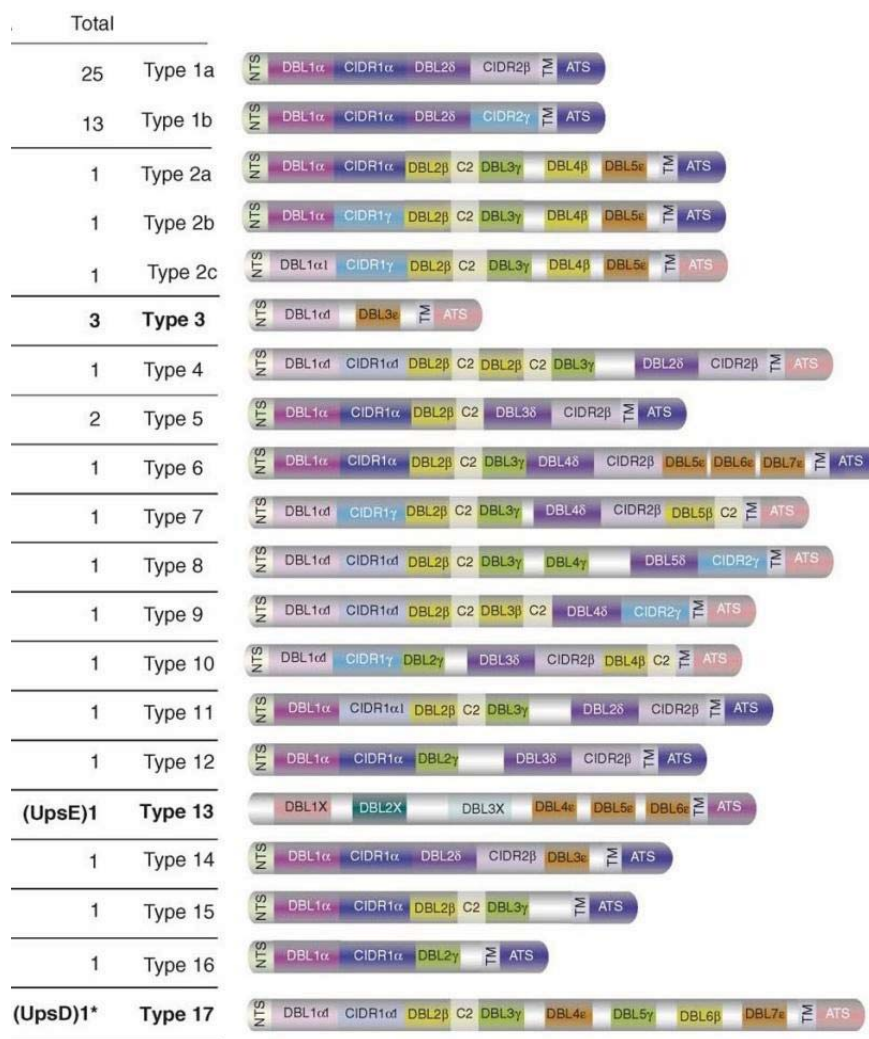 Total
25 Type 1a NTS DBL1α CIDR1α DBL2δ CIDR2β TM ATS
13 Type 1b NTS DBL1α CIDR1α DBL2δ CIDR2γ TM ATS
1 Type 2a NTS DBL1α CIDR1α DBL2β C2 DBL3γ DBL4β DBL5ε TM ATS
1 Type 2b NTS DBL1α CIDR1γ DBL2β C2 DBL3γ DBL4β DBL5ε TM ATS
1 Type 2c NTS DBL1α1 CIDR1γ DBL2β C2 DBL3γ DBL4β DBL5ε TM ATS
3 Type 3 NTS DBL1α1 DBL3ε TM ATS
1 Type 4 NTS DBL1α1 CIDR1α1 DBL2β C2 DBL2β C2 DBL3γ DBL2δ CIDR2β TM ATS
2 Type 5 NTS DBL1α CIDR1α DBL2β C2 DBL3δ CIDR2β TM ATS
1 Type 6 NTS DBL1α CIDR1α DBL2β C2 DBL3γ DBL4δ CIDR2β DBL5ε DBL6ε DBL7ε TM ATS
1 Type 7 NTS DBL1α1 CIDR1γ DBL2β C2 DBL3γ DBL4δ CIDR2β DBL5β C2 TM ATS
1 Type 8 NTS DBL1α1 CIDR1α1 DBL2β C2 DBL3γ DBL4γ DBL5δ CIDR2γ TM ATS
1 Type 9 NTS DBL1α1 CIDR1α1 DBL2β C2 DBL3β C2 DBL4δ CIDR2γ TM ATS
1 Type 10 NTS DBL1α1 CIDR1γ DBL2γ DBL3δ CIDR2β DBL4β C2 TM ATS
1 Type 11 NTS DBL1α CIDR1α1 DBL2β C2 DBL3γ DBL2δ CIDR2β TM ATS
1 Type 12 NTS DBL1α CIDR1α DBL2γ DBL3δ CIDR2β TM ATS
(UpsE)1 Type 13 DBL1X DBL2X DBL3X DBL4ε DBL5ε DBL6ε TM ATS
1 Type 14 NTS DBL1α CIDR1α DBL2δ CIDR2β DBL3ε TM ATS
1 Type 15 NTS DBL1α CIDR1α DBL2β C2 DBL3γ TM ATS
1 Type 16 NTS DBL1α CIDR1α DBL2γ TM ATS
(UpsD)1* Type 17 NTS DBL1α1 CIDR1α1 DBL2β C2 DBL3γ DBL4ε DBL5γ DBL6β DBL7ε TM ATS